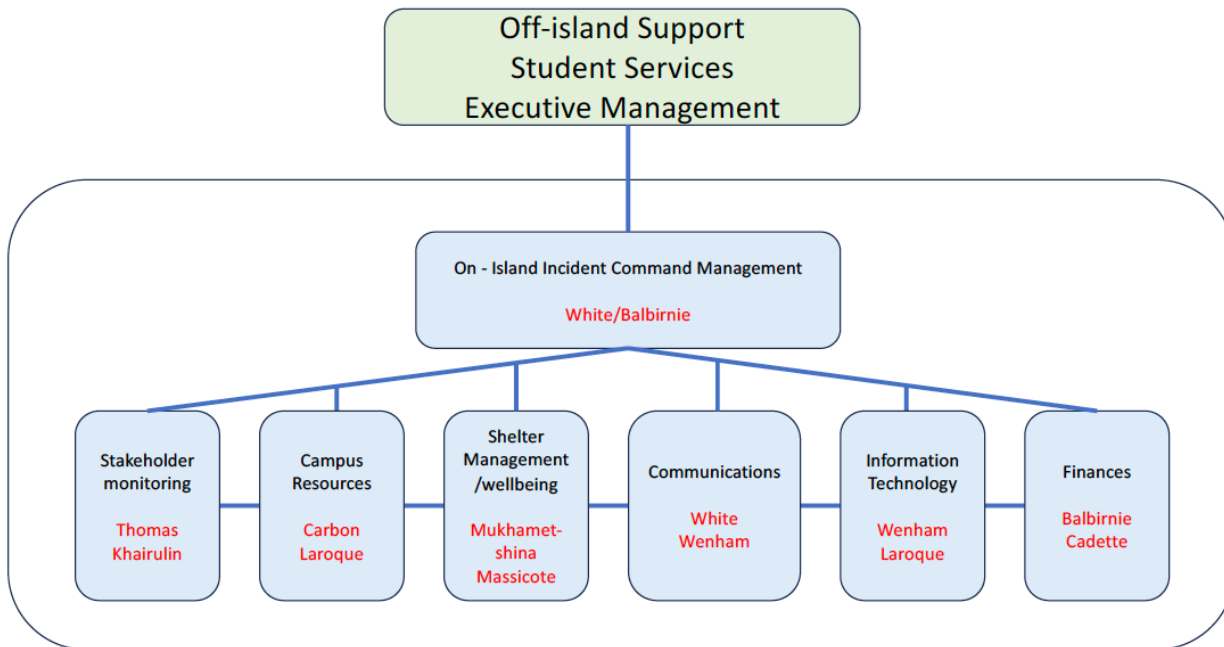 Off-island Support
Student Services
Executive Management
On - Island Incident Command Management
White/Balbirnie
Stakeholder
monitoring
Thomas
Khairulin
Campus
Resources
Carbon
Laroque
Shelter
Management
/wellbeing
Mukhamet-
shina
Massicote
Communications
White
Wenham
Information
Technology
Wenham
Laroque
Finances
Balbirnie
Cadette